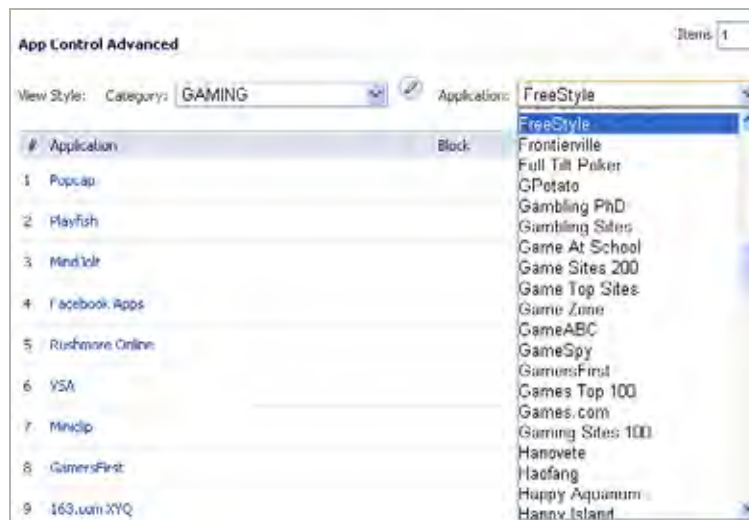 Items 1
App Control Advanced
View Style: Category: GAMING Application: FreeStyle
# Application Block
1 Popcap
2 Playfish
3 MindJolt
4 Facebook Apps
5 Rushmore Online
6 YSA
7 Miniclip
8 GamersFirst
9 163.com XYQ
FreeStyle
Frontierville
Full Tilt Poker
GPotato
Gambling PhD
Gambling Sites
Game At School
Game Sites 200
Game Top Sites
Game Zone
GameABC
GameSpy
GamersFirst
Games Top 100
Games.com
Gaming Sites 100
Hanovete
Haofang
Happy Aquarium
Happy Island